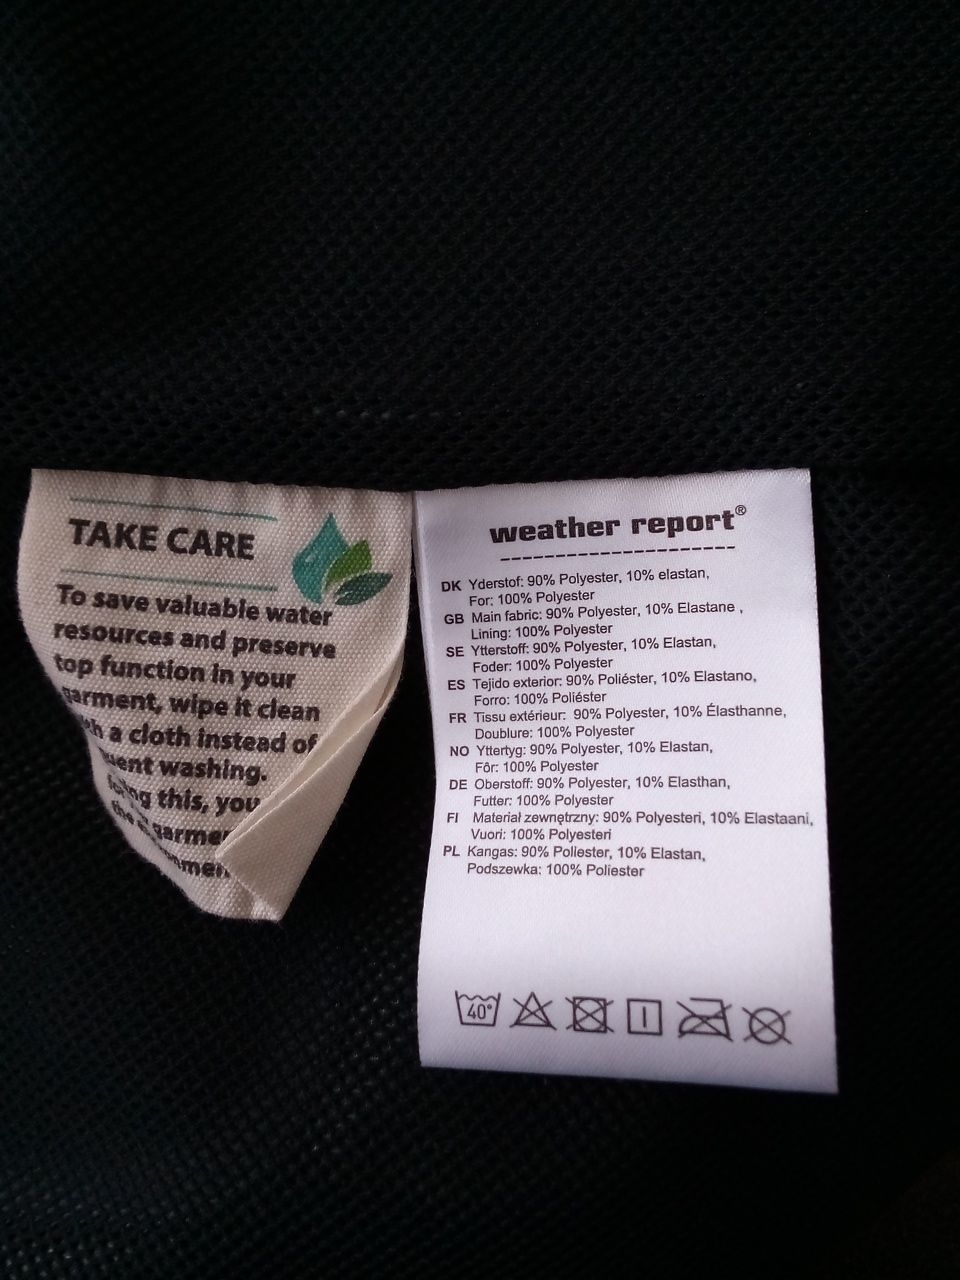 TAKE CARE
To save valuable water
resources and preserve
top function in your
garment, wipe it clean
a cloth instead of
washing.
this, you
the
weather report®
DK Yderstof: 90% Polyester, 10% elastan,
For: 100% Polyester
GB Main fabric: 90% Polyester, 10% Elastane ,
Lining: 100% Polyester
SE Ytterstoff: 90% Polyester, 10% Elastan,
Foder: 100% Polyester
ES Tejido exterior: 90% Poliéster, 10% Elastano,
Forro: 100% Poliéster
FR Tissu extérieur: 90% Polyester, 10% Élasthanne,
Doublure: 100% Polyester
NO Yttertyg: 90% Polyester, 10% Elastan,
Fôr: 100% Polyester
DE Oberstoff: 90% Polyester, 10% Elasthan,
Futter: 100% Polyester
FI Materiał zewnętrzny: 90% Polyesteri, 10% Elastaani,
Vuori: 100% Polyesteri
PL Kangas: 90% Poliester, 10% Elastan,
Podszewka: 100% Poliester
40°